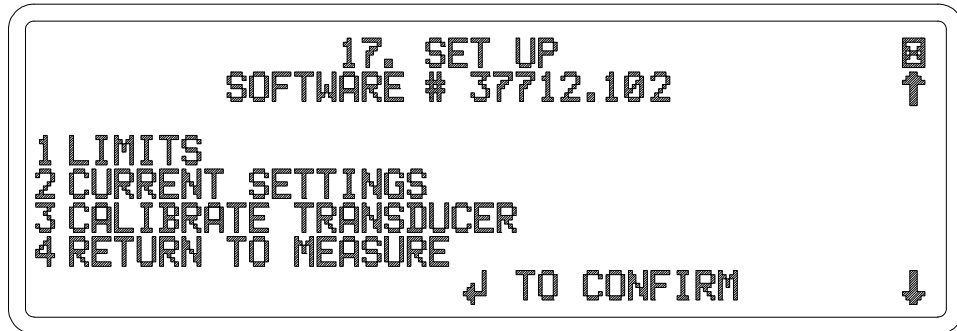 17. SET UP
SOFTWARE # 37712.102
1 LIMITS
2 CURRENT SETTINGS
3 CALIBRATE TRANSDUCER
4 RETURN TO MEASURE
↵ TO CONFIRM